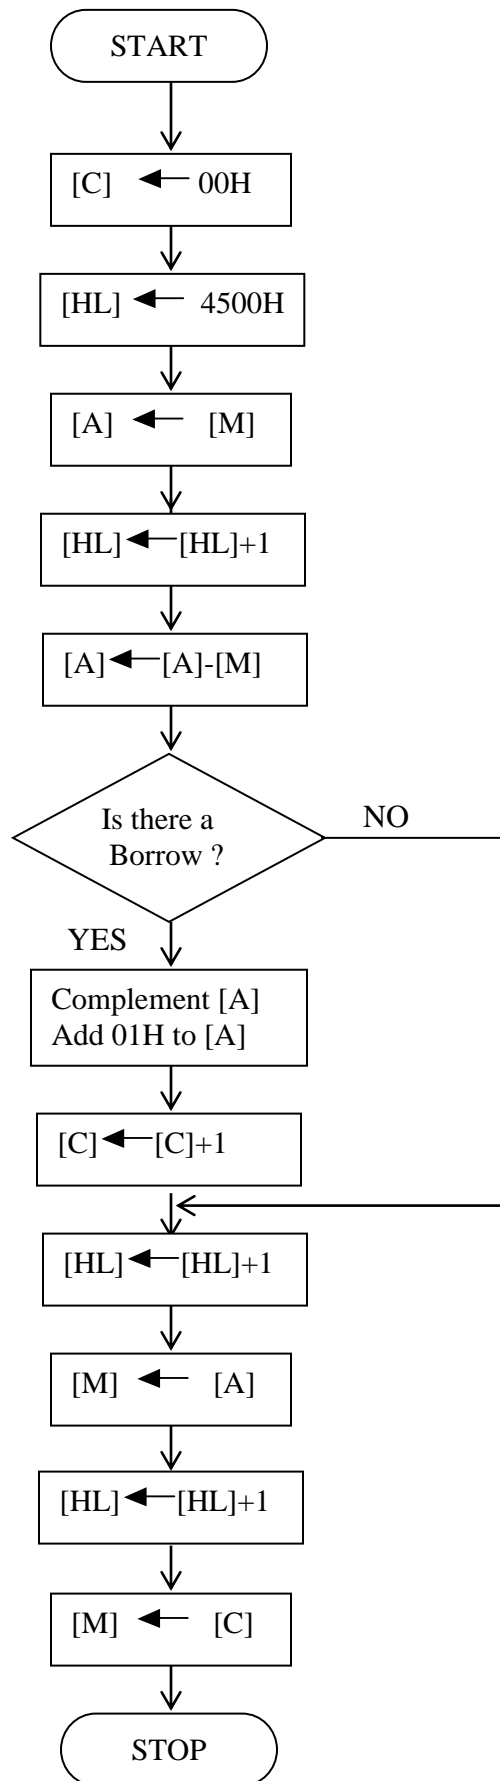 START
[C] 00H
[HL] 4500H
[A] [M]
[HL] [HL]+1
[A] [A]-[M]
Is there a
Borrow ?
NO
YES
Complement [A]
Add 01H to [A]
[C] [C]+1
[HL] [HL]+1
[M] [A]
[HL] [HL]+1
[M] [C]
STOP